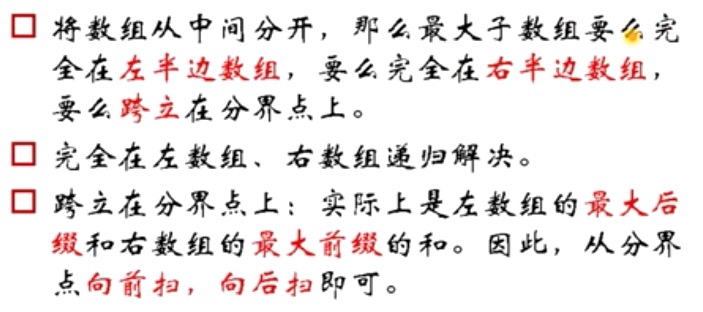 将数组从中间分开，那么最大子数组要么完
全在左半边数组，要么完全在右半边数组，
要么跨立在分界点上。
完全在左数组、右数组递归解决。
跨立在分界点上：实际上是左数组的最大后
缀和右数组的最大前缀的和。因此，从分界
点向前扫，向后扫即可。